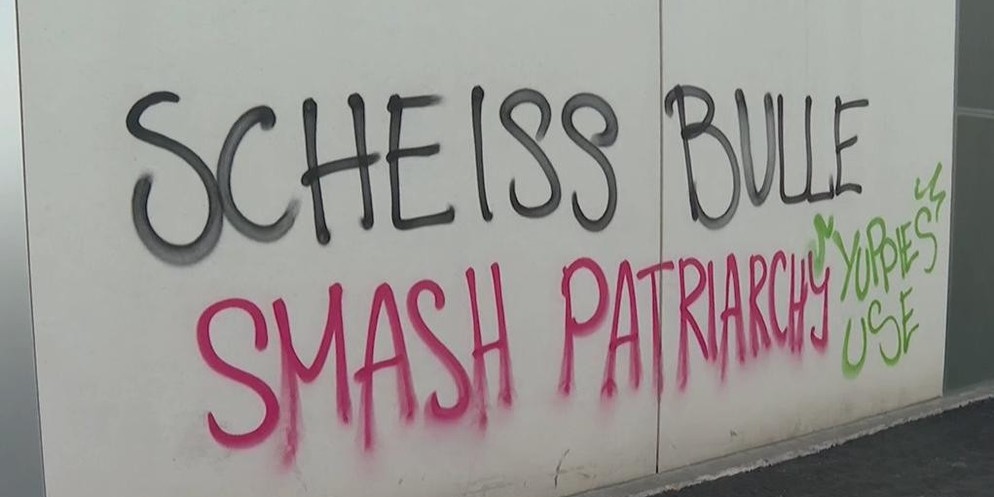 SCHEISS BULLE
SMASH PATRIARCHY
YUPPIES
USE